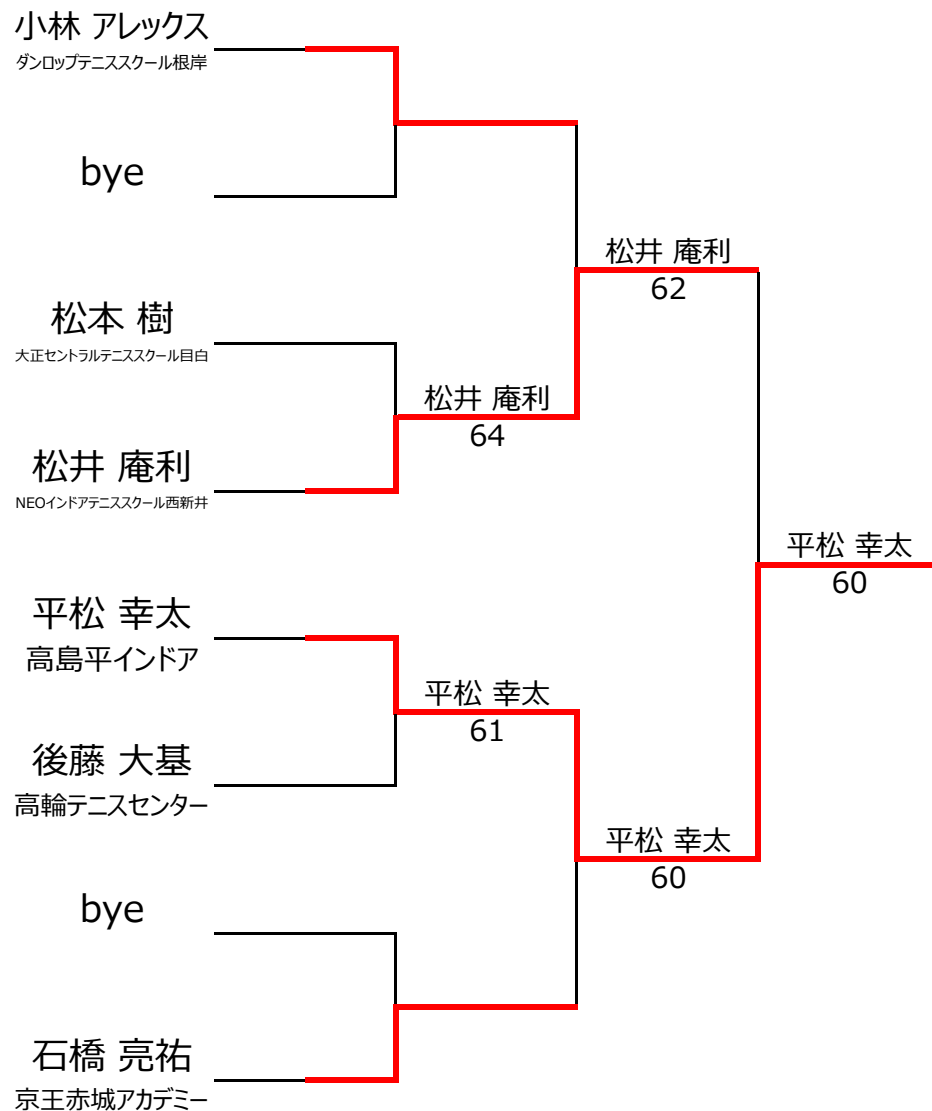 小林 アレックス
ダンロップテニススクール根岸
bye
松本 樹
大正セントラルテニススクール目白
松井 庵利
NEOインドアテニススクール西新井
平松 幸太
高島平インドア
後藤 大基
高輪テニスセンター
bye
石橋 亮祐
京王赤城アカデミー
松井 庵利
64
平松 幸太
61
松井 庵利
62
平松 幸太
60
平松 幸太
60